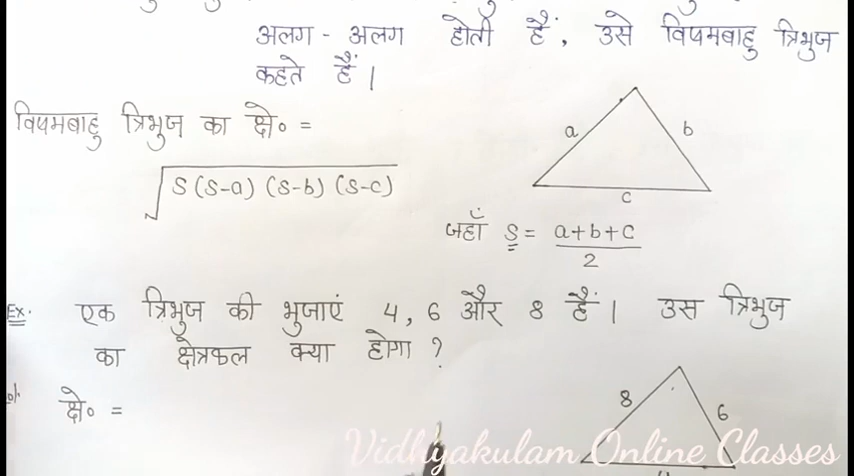 अलग - अलग होती हैं, उसे विषमबाहु त्रिभुज
कहते हैं।
विषमबाहु त्रिभुज का क्षे० =
√S(S-a) (S-b) (S-c)
a
b
c
जहाँ S = a+b+c
2
Ex. एक त्रिभुज की भुजाएं 4, 6 और 8 हैं। उस त्रिभुज
का क्षेत्रफल क्या होगा ?
क्षे० =
8
6
Vidhyakulam Online Classes